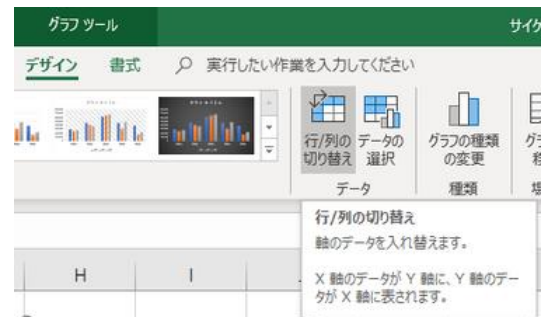 グラフ ツール
サイケ
デザイン 書式 実行したい作業を入力してください
行/列の データの グラフの種類
切り替え 選択 の変更
データ 種類
行/列の切り替え
軸のデータを入れ替えます。
X 軸のデータが Y 軸に、Y 軸のデー
タが X 軸に表されます。
H I